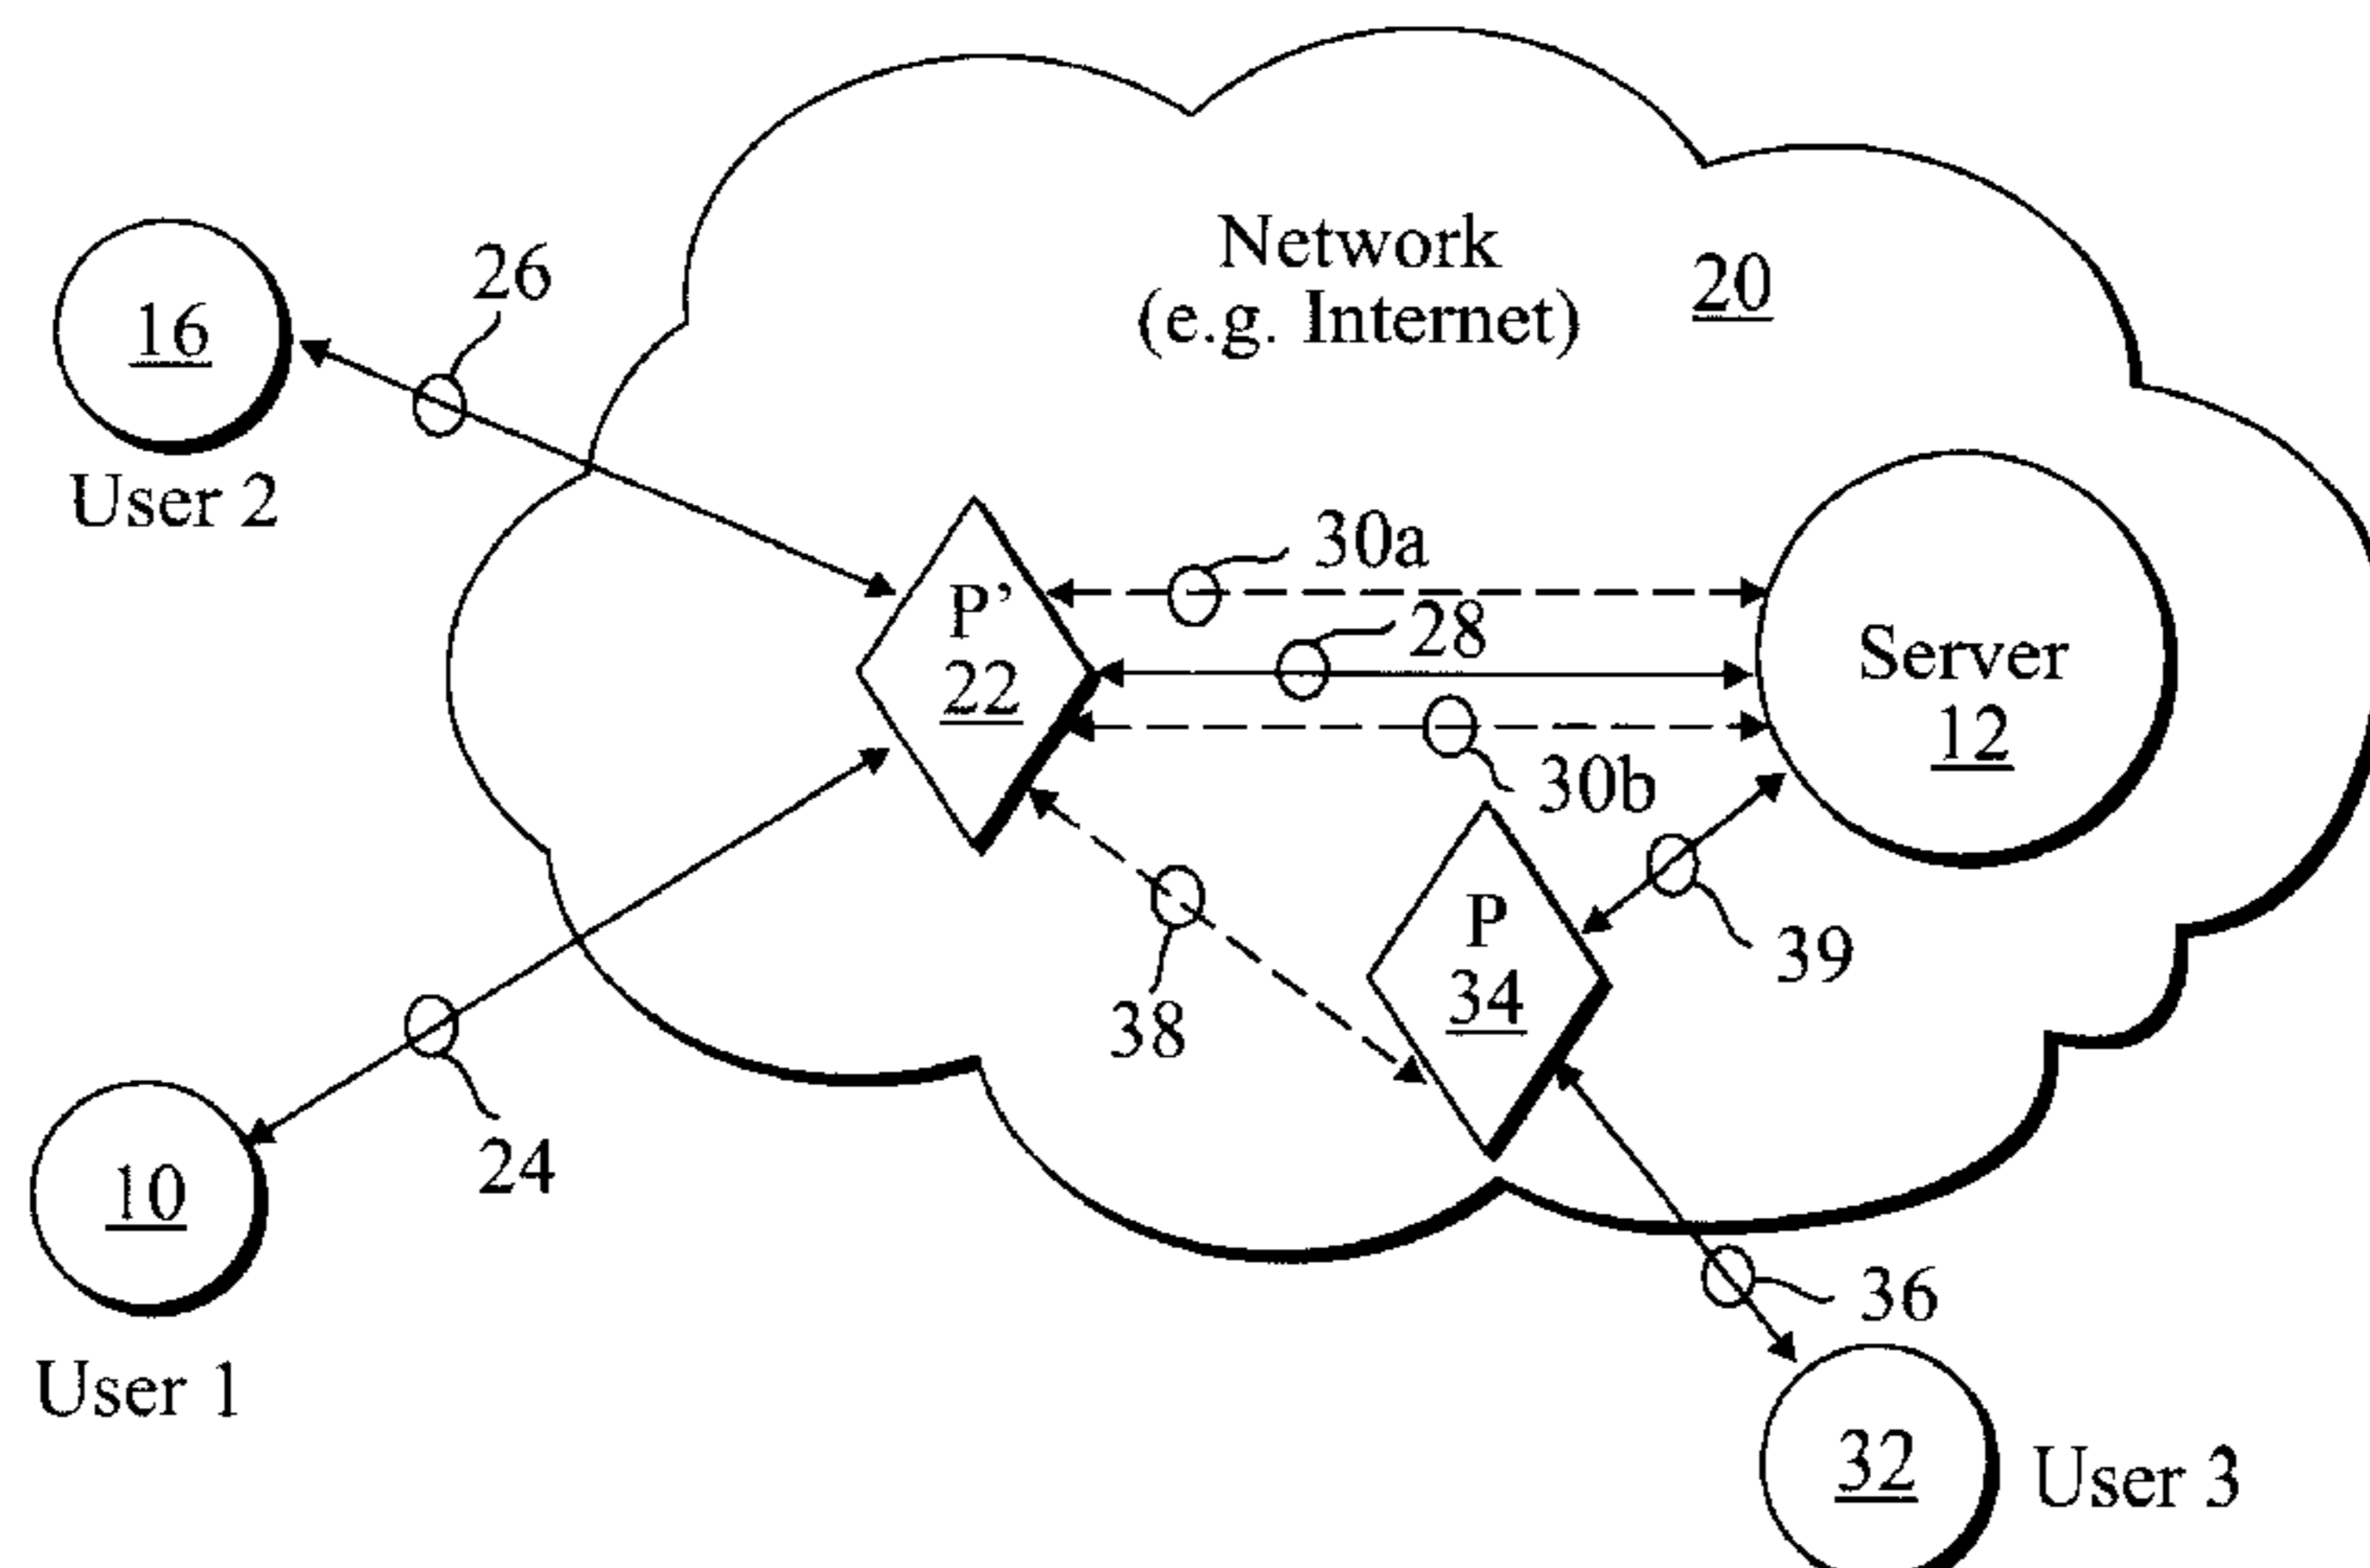 Network
(e.g. Internet)
20
26
16
User 2
30a
P’
22
28
Server
12
30b
P
34
39
38
24
10
User 1
36
32
User 3